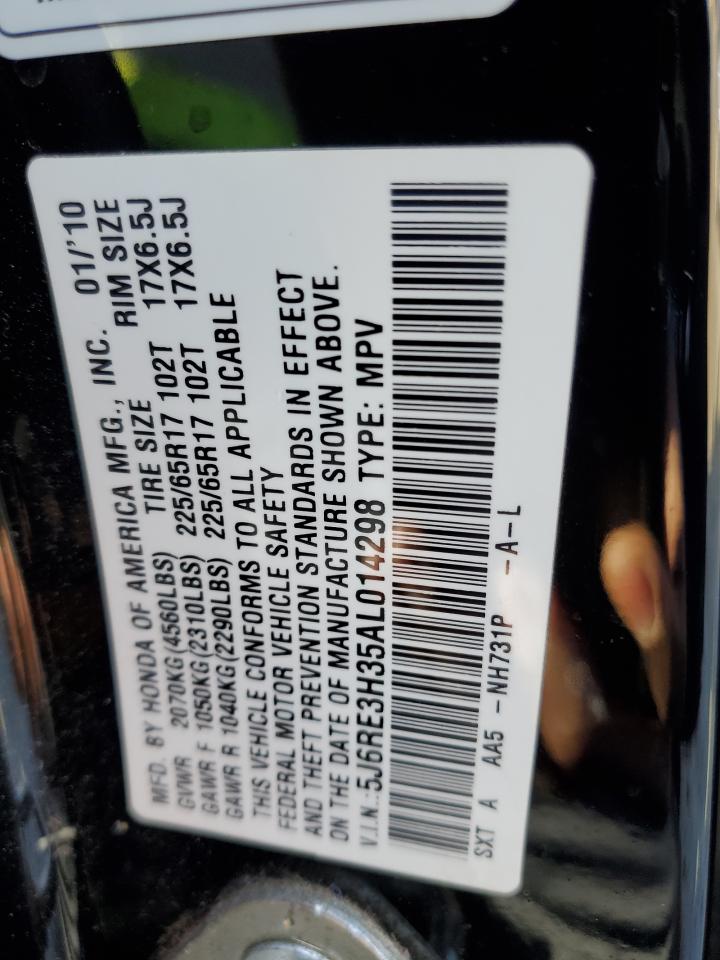 MFD. BY HONDA OF AMERICA MFG., INC. 01/'10
GVWR 2070KG(4560LBS) TIRE SIZE RIM SIZE
GAWR F 1050KG(2310LBS) 225/65R17 102T 17X6.5J
GAWR R 1040KG(2290LBS) 225/65R17 102T 17X6.5J
THIS VEHICLE CONFORMS TO ALL APPLICABLE
FEDERAL MOTOR VEHICLE SAFETY
AND THEFT PREVENTION STANDARDS IN EFFECT
ON THE DATE OF MANUFACTURE SHOWN ABOVE.
V.I.N.:5J6RE3H35AL014298 TYPE: MPV
SXT A AA5 -NH731P -A-L